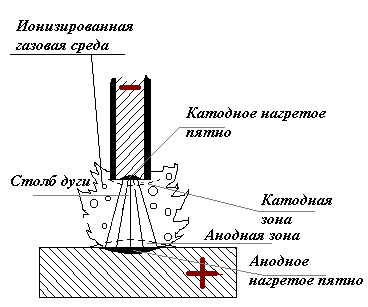 Ионизированная
газовая среда
Катодное нагретое
пятно
Столб дуги
Катодная
зона
Анодная зона
Анодное
нагретое пятно